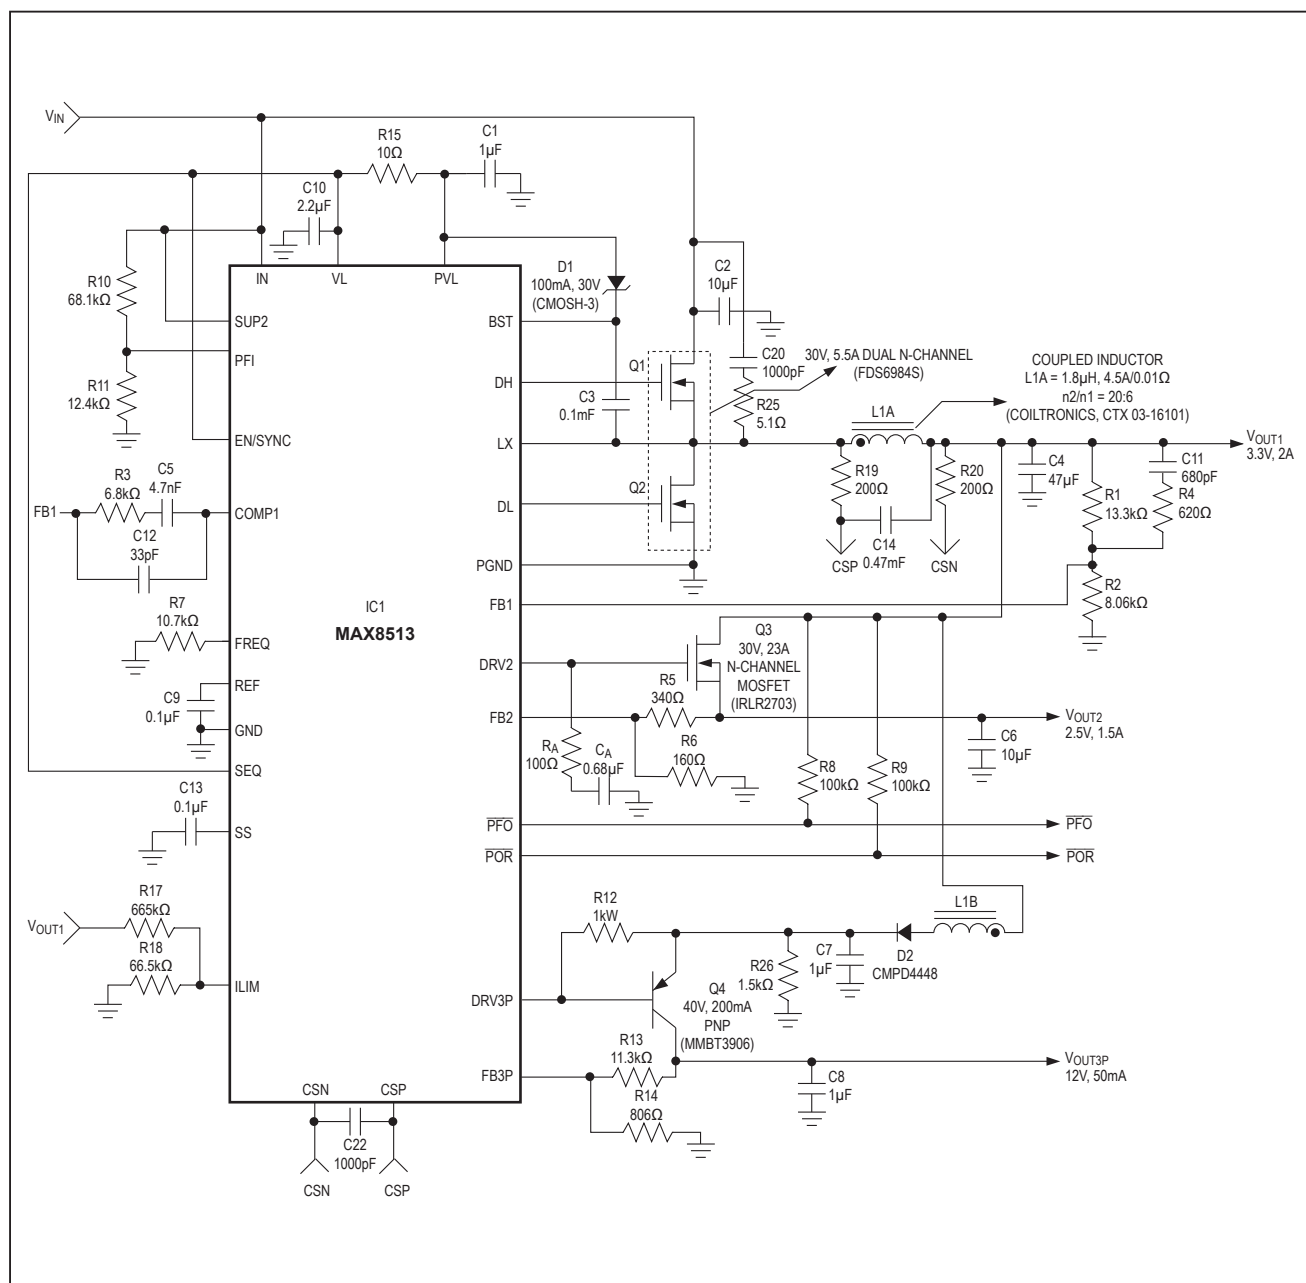 VIN
R15
10Ω
C1
1µF
C10
2.2µF
R10
68.1kΩ
R11
12.4kΩ
IN
VL
PVL
SUP2
PFI
EN/SYNC
COMP1
FREQ
REF
GND
SEQ
SS
ILIM
CSN
CSP
IC1
MAX8513
BST
DH
LX
DL
PGND
FB1
DRV2
FB2
PFO
POR
DRV3P
FB3P
D1
100mA, 30V
(CMOSH-3)
C2
10µF
C20
1000pF
R25
5.1Ω
C3
0.1mF
Q1
Q2
30V, 5.5A DUAL N-CHANNEL
(FDS6984S)
COUPLED INDUCTOR
L1A = 1.8µH, 4.5A/0.01Ω
n2/n1 = 20:6
(COILTRONICS, CTX 03-16101)
L1A
R19
200Ω
R20
200Ω
C14
0.47mF
CSP
CSN
C4
47µF
R1
13.3kΩ
C11
680pF
R4
620Ω
R2
8.06kΩ
VOUT1
3.3V, 2A
R3
6.8kΩ
C5
4.7nF
FB1
C12
33pF
R7
10.7kΩ
C9
0.1µF
C13
0.1µF
R17
665kΩ
VOUT1
R18
66.5kΩ
Q3
30V, 23A
N-CHANNEL
MOSFET
(IRLR2703)
R5
340Ω
R6
160Ω
RA
100Ω
CA
0.68µF
R8
100kΩ
R9
100kΩ
C6
10µF
VOUT2
2.5V, 1.5A
PFO
POR
R12
1kW
L1B
D2
CMPD4448
C7
1µF
R26
1.5kΩ
Q4
40V, 200mA
PNP
(MMBT3906)
R13
11.3kΩ
R14
806Ω
C8
1µF
VOUT3P
12V, 50mA
C22
1000pF
CSN
CSP